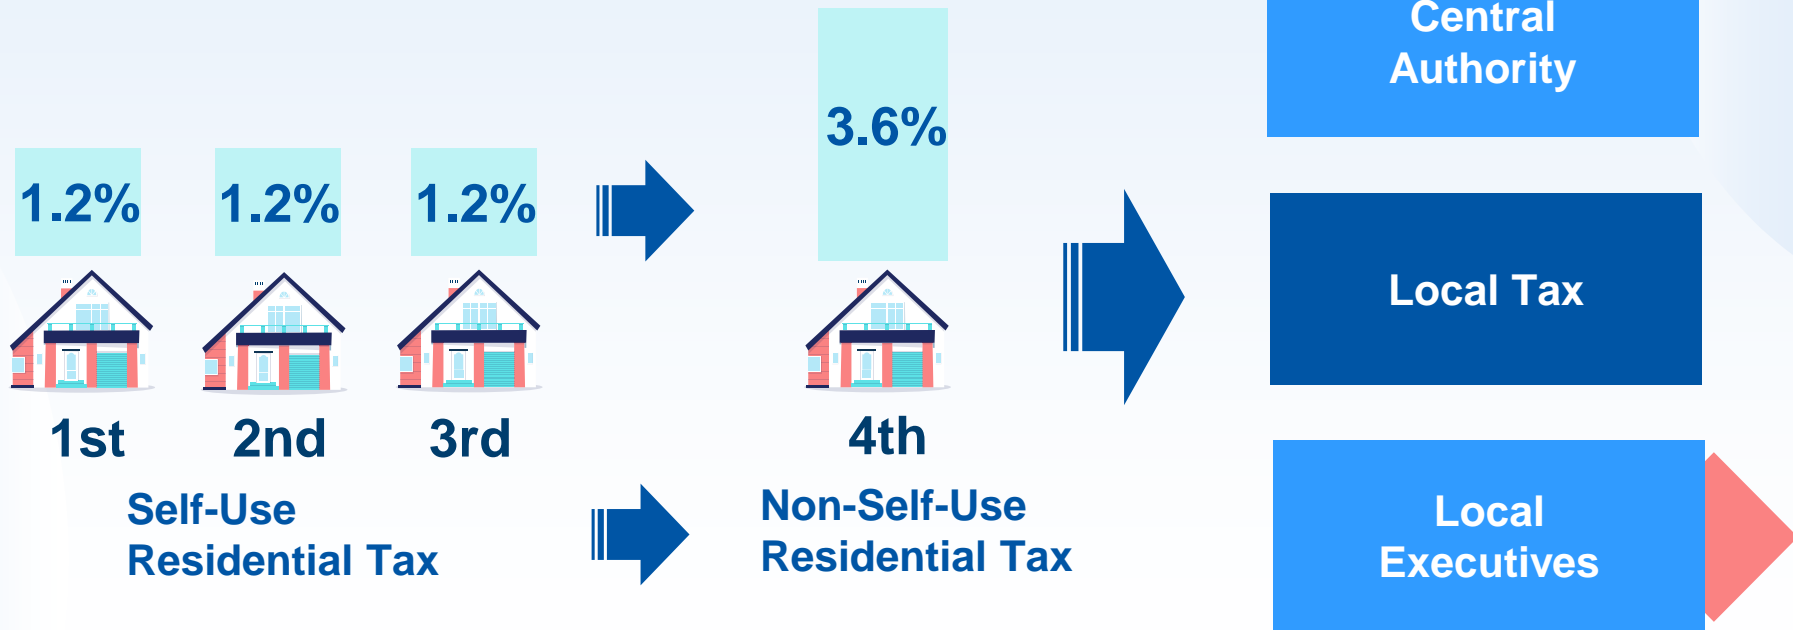 1.2%
1.2%
1.2%
3.6%
1st
2nd
3rd
4th
Self-Use
Residential Tax
Non-Self-Use
Residential Tax
Central
Authority
Local Tax
Local
Executives